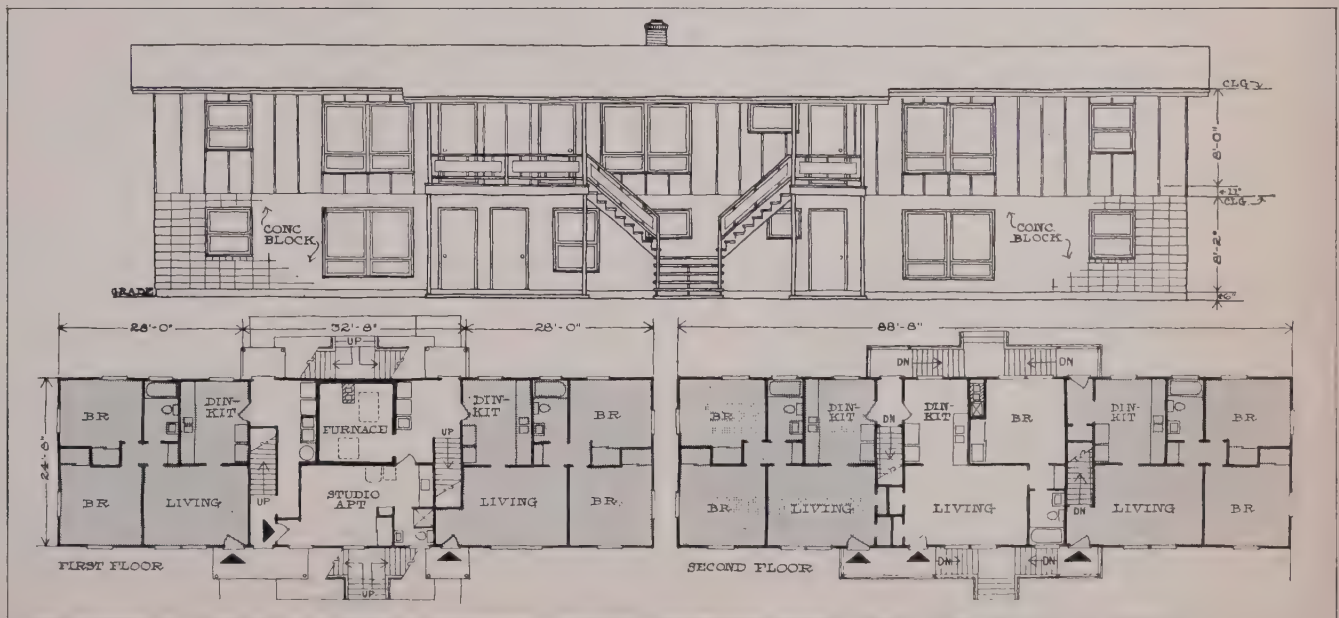 CLG
8'-0"
11"
CLG
CONC
BLOCK
CONC.
BLOCK
8'-2"
GRADE
6"
28'-0"
32'-8"
28'-0"
88'-8"
UP
DN
DN
24'-8"
BR
DIN-
KIT
FURNACE
DIN-
KIT
BR
UP
BR
LIVING
UP
STUDIO
APT
LIVING
BR
UP
FIRST FLOOR
BR
DIN-
KIT
DN
DIN-
KIT
BR
DIN-
KIT
BR
BR
LIVING
LIVING
DN
LIVING
BR
DN
DN
SECOND FLOOR